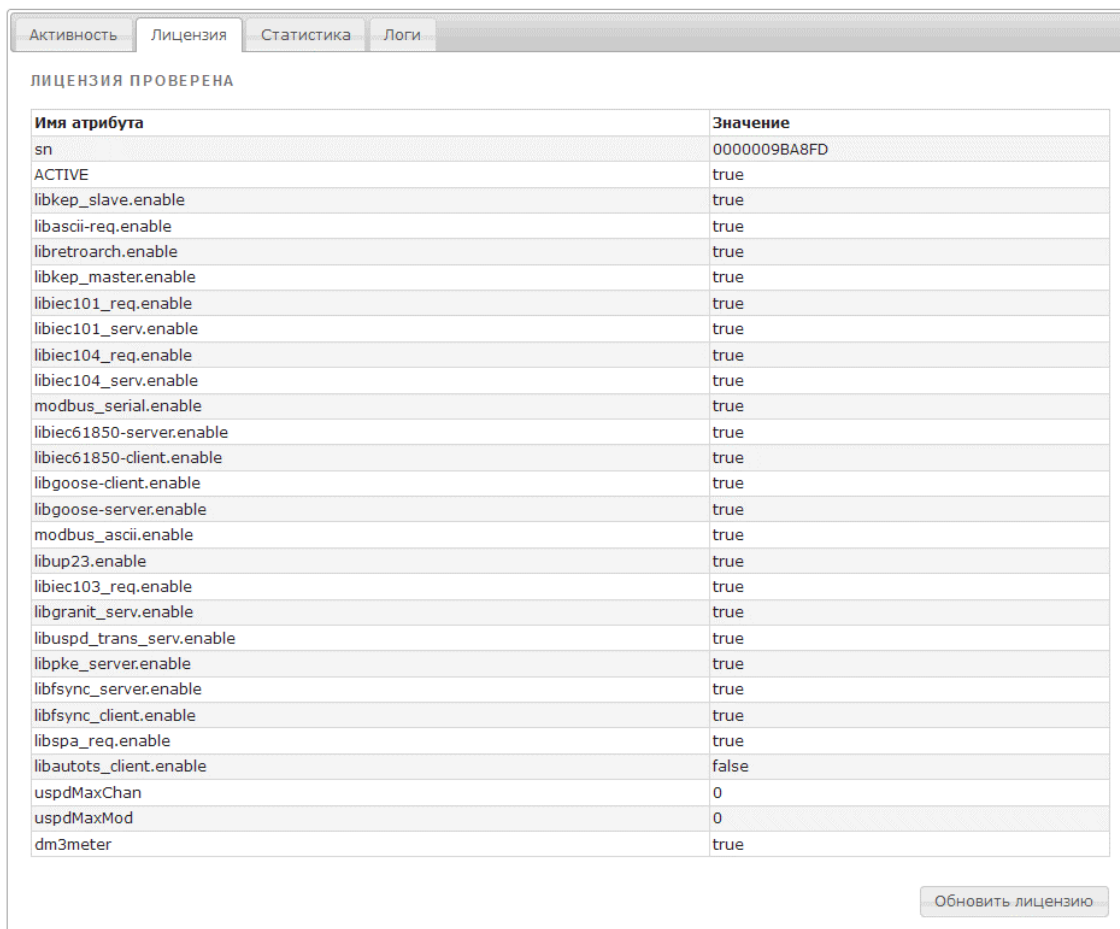 Активность Лицензия Статистика Логи
ЛИЦЕНЗИЯ ПРОВЕРЕНА
Имя атрибута Значение
sn 0000009BA8FD
ACTIVE true
libkep_slave.enable true
libascii-req.enable true
libretroarch.enable true
libkep_master.enable true
libiec101_req.enable true
libiec101_serv.enable true
libiec104_req.enable true
libiec104_serv.enable true
modbus_serial.enable true
libiec61850-server.enable true
libiec61850-client.enable true
libgoose-client.enable true
libgoose-server.enable true
modbus_ascii.enable true
libup23.enable true
libiec103_req.enable true
libgranit_serv.enable true
libuspd_trans_serv.enable true
libpke_server.enable true
libfsync_server.enable true
libfsync_client.enable true
libspa_req.enable true
libautots_client.enable false
uspdMaxChan 0
uspdMaxMod 0
dm3meter true
Обновить лицензию